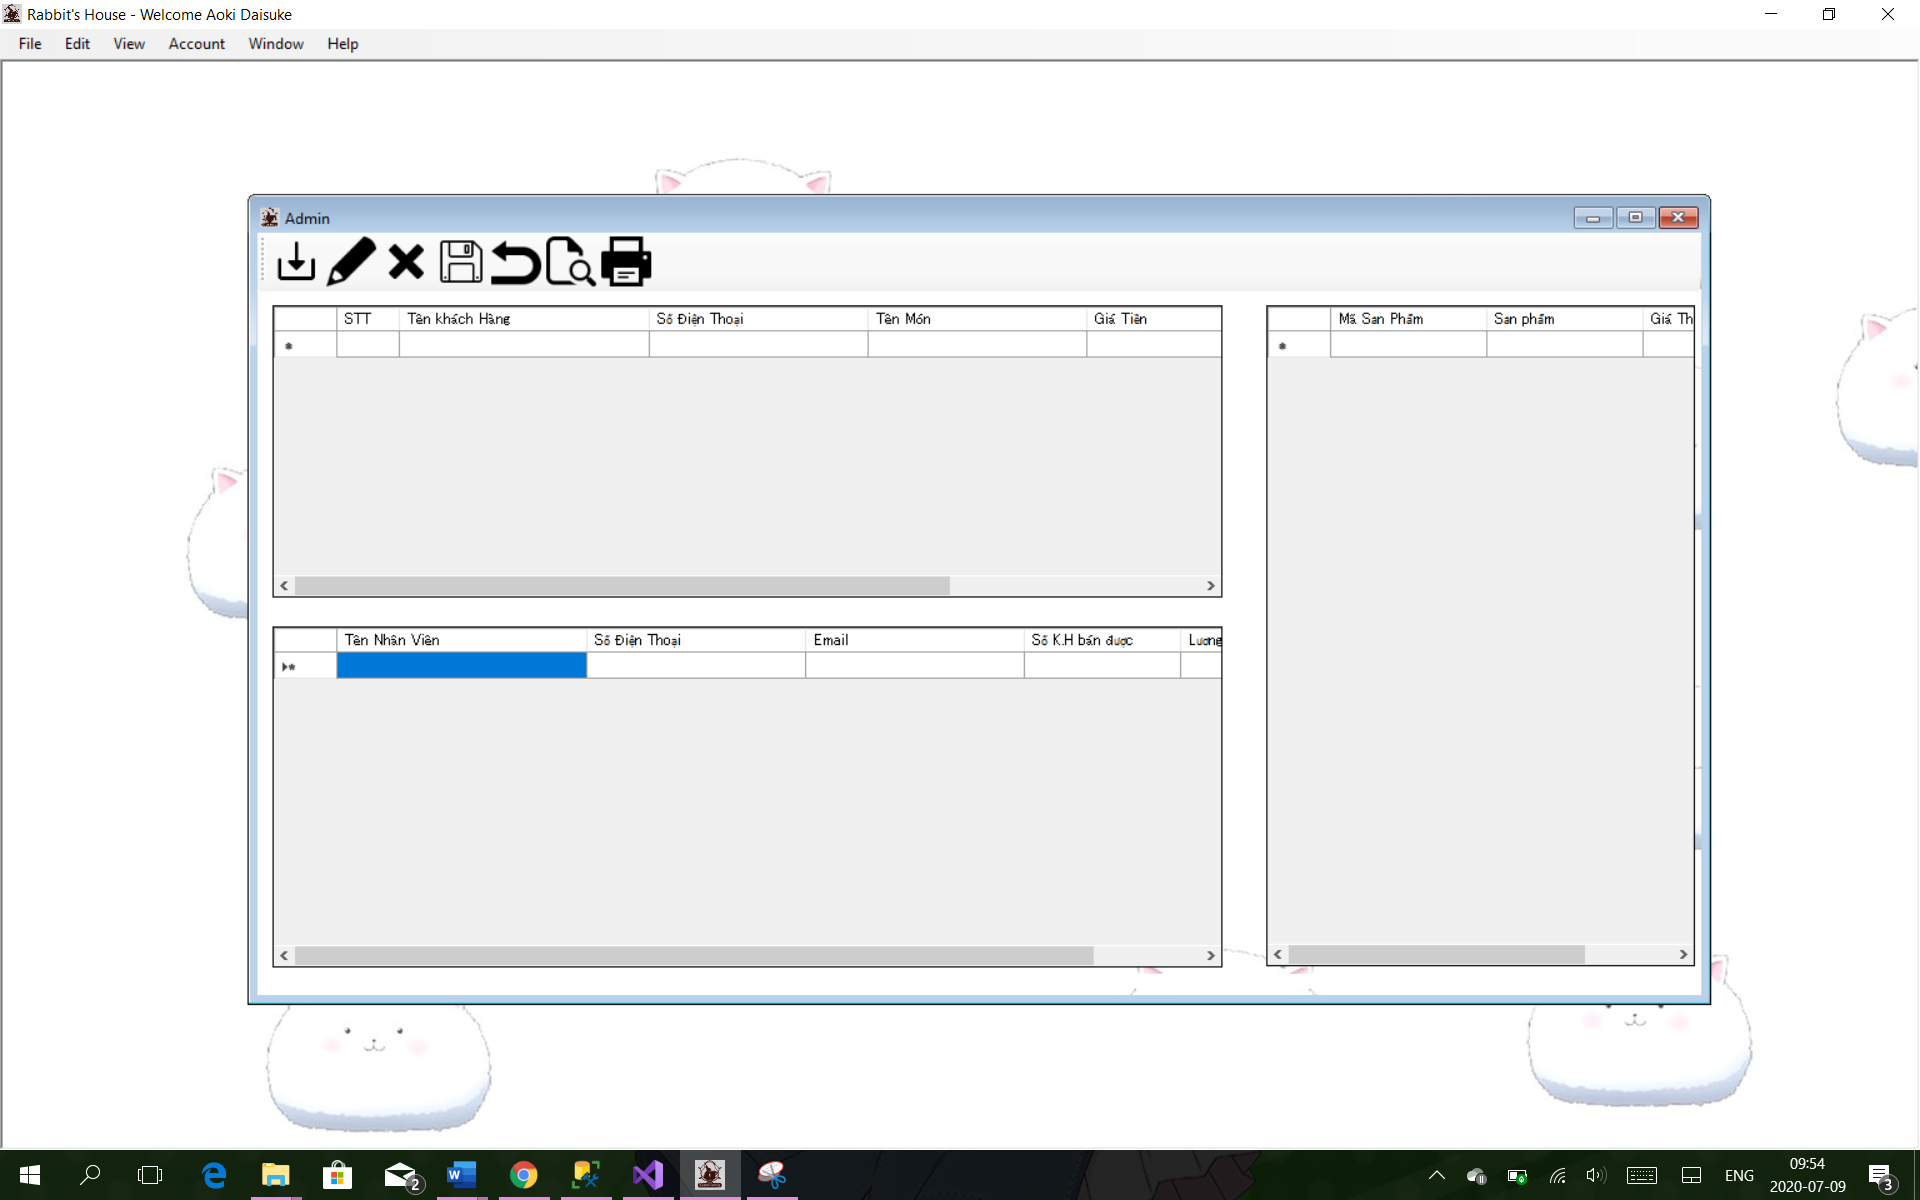 Rabbit's House - Welcome Aoki Daisuke
File Edit View Account Window Help
Admin
STT Tên khách Hàng Số Điện Thoại Tên Món Giá Tiền
Mã San Phẩm San phẩm Giá Th
Tên Nhân Viên Số Điện Thoại Email Số K.H bán được Lương
2
ENG
09:54
2020-07-09
3